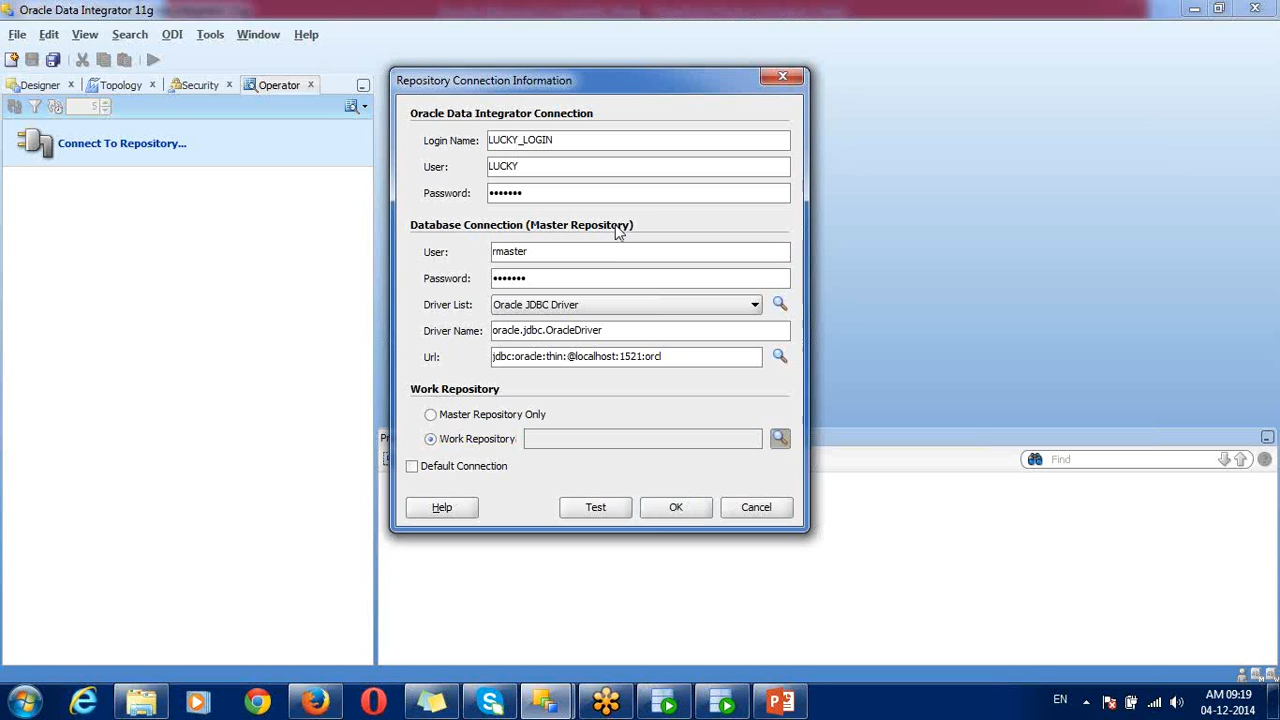 Oracle Data Integrator 11g
File Edit View Search ODI Tools Window Help
Designer x Topology x Security x Operator x
5
Connect To Repository...
Repository Connection Information
Oracle Data Integrator Connection
Login Name: LUCKY_LOGIN
User: LUCKY
Password: •••••••
Database Connection (Master Repository)
User: rmaster
Password: •••••••
Driver List: Oracle JDBC Driver
Driver Name: oracle.jdbc.OracleDriver
Url: jdbc:oracle:thin:@localhost:1521:orcl
Work Repository
Master Repository Only
Work Repository:
Default Connection
Find
Help Test OK Cancel
EN
AM 09:19
04-12-2014